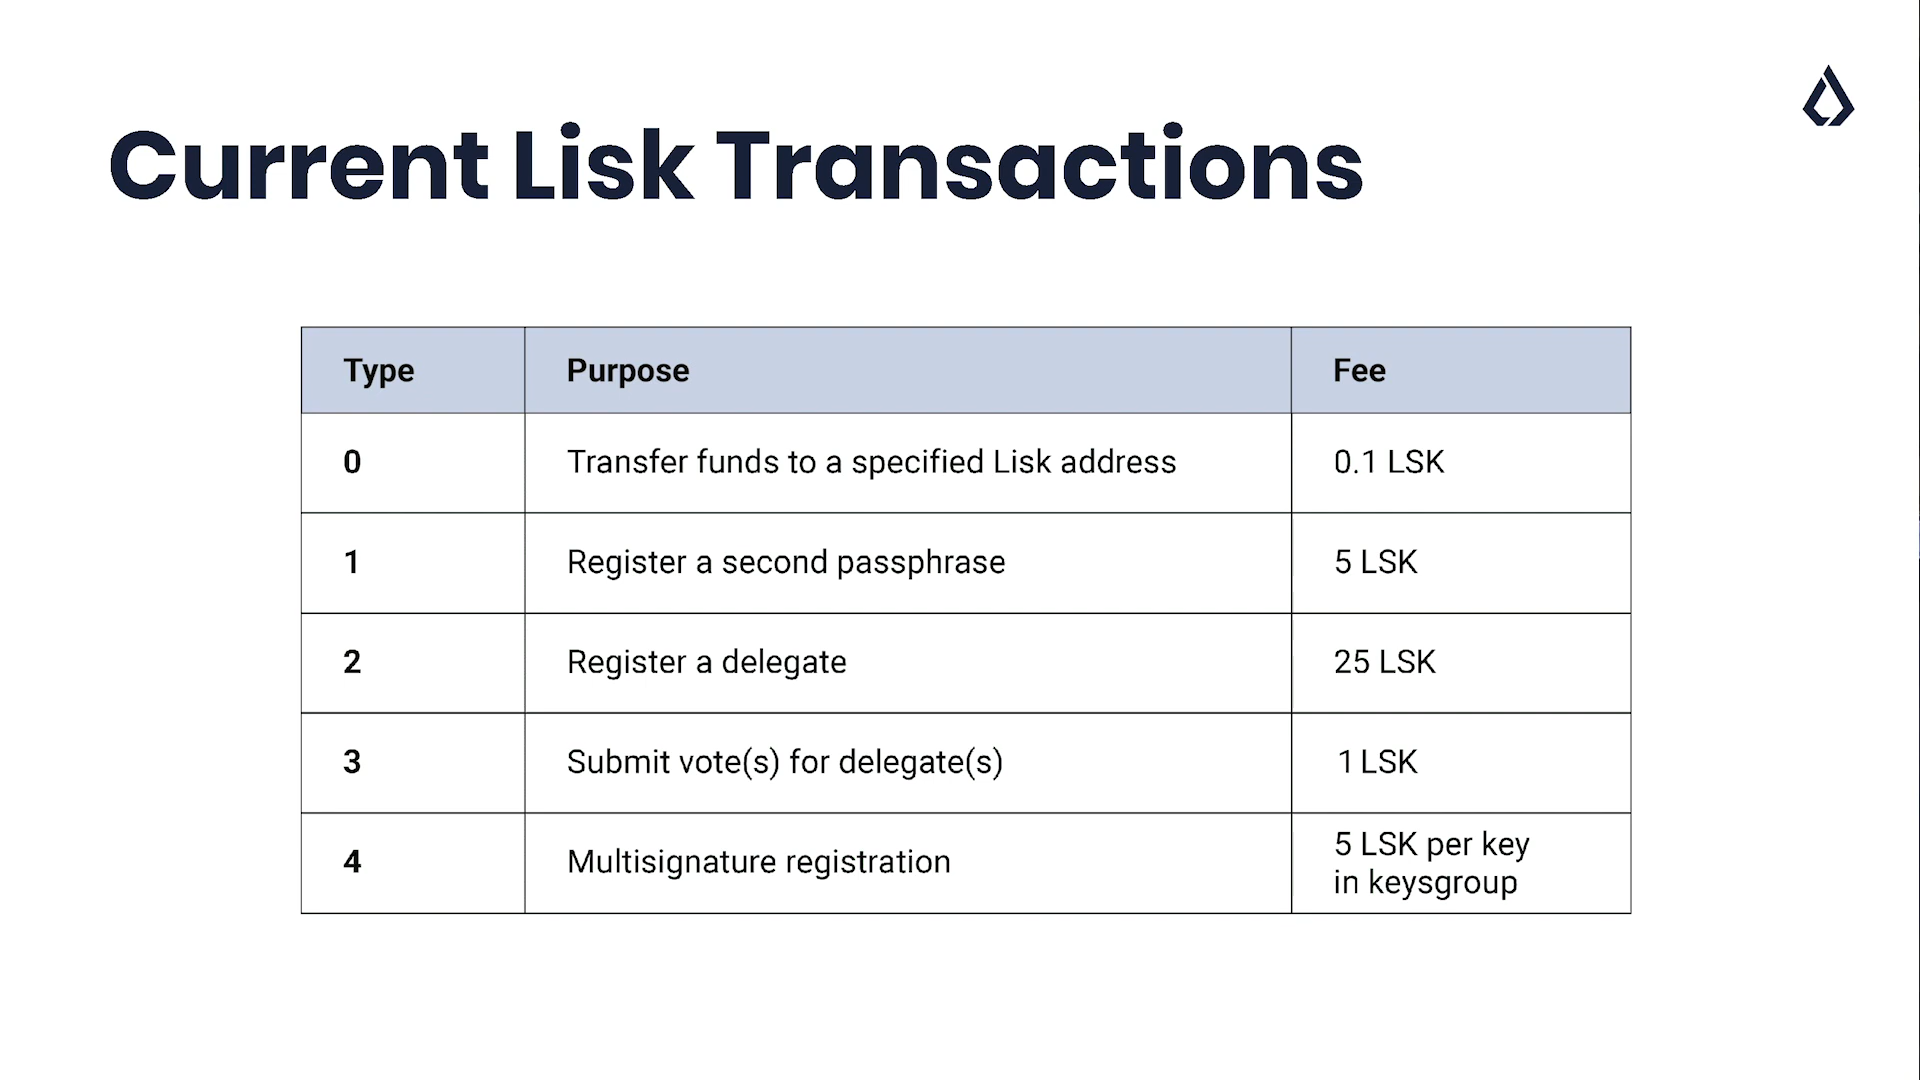 Current Lisk Transactions
Type Purpose Fee
0 Transfer funds to a specified Lisk address 0.1 LSK
1 Register a second passphrase 5 LSK
2 Register a delegate 25 LSK
3 Submit vote(s) for delegate(s) 1 LSK
4 Multisignature registration 5 LSK per key
in keysgroup